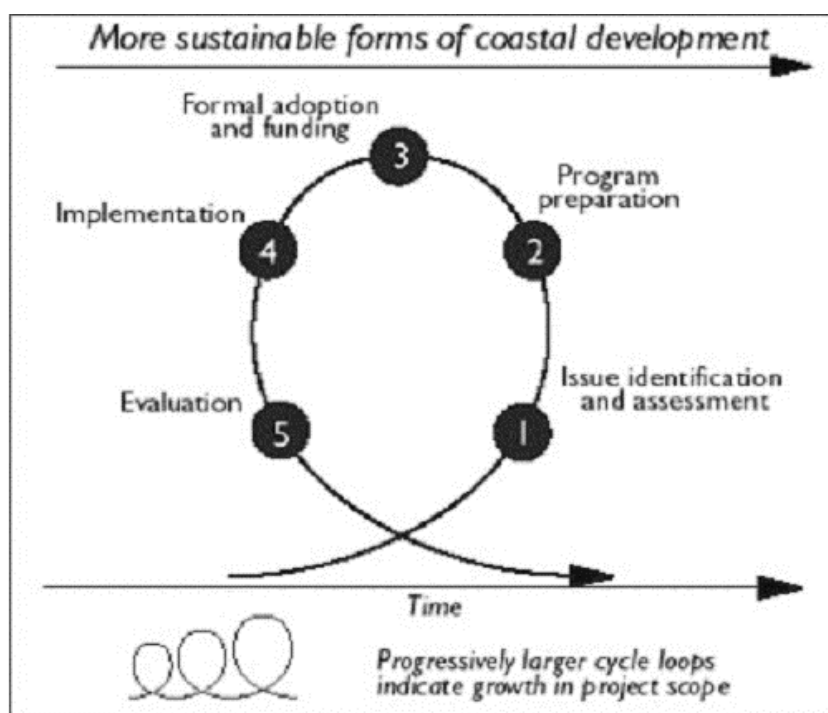 More sustainable forms of coastal development
Formal adoption
and funding
3
Program
preparation
Implementation
4
2
Issue identification
and assessment
Evaluation
5
1
Time
Progressively larger cycle loops
indicate growth in project scope